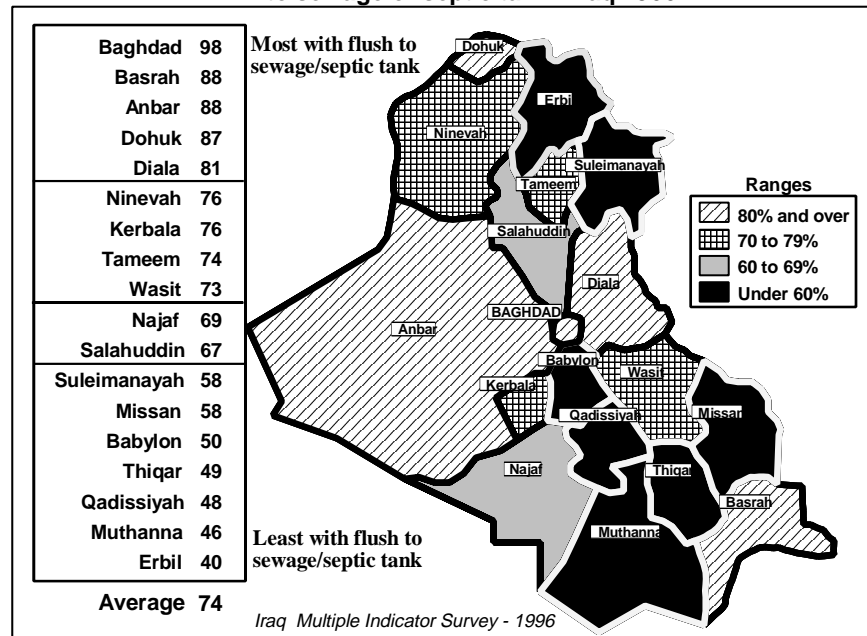 Baghdad 98
Basrah 88
Anbar 88
Dohuk 87
Diala 81
Ninevah 76
Kerbala 76
Tameem 74
Wasit 73
Najaf 69
Salahuddin 67
Suleimanayah 58
Missan 58
Babylon 50
Thiqar 49
Qadissiyah 48
Muthanna 46
Erbil 40
Average 74
Most with flush to
sewage/septic tank
Least with flush to
sewage/septic tank
Dohuk
Erbi
Ninevah
Suleimanayah
Tameem
Salahuddin
Diala
BAGHDAD
Anbar
Babylon
Wasit
Kerbala
Qadissiyah
Missan
Najaf
Thiqar
Basrah
Muthanna
Ranges
80% and over
70 to 79%
60 to 69%
Under 60%
Iraq Multiple Indicator Survey - 1996